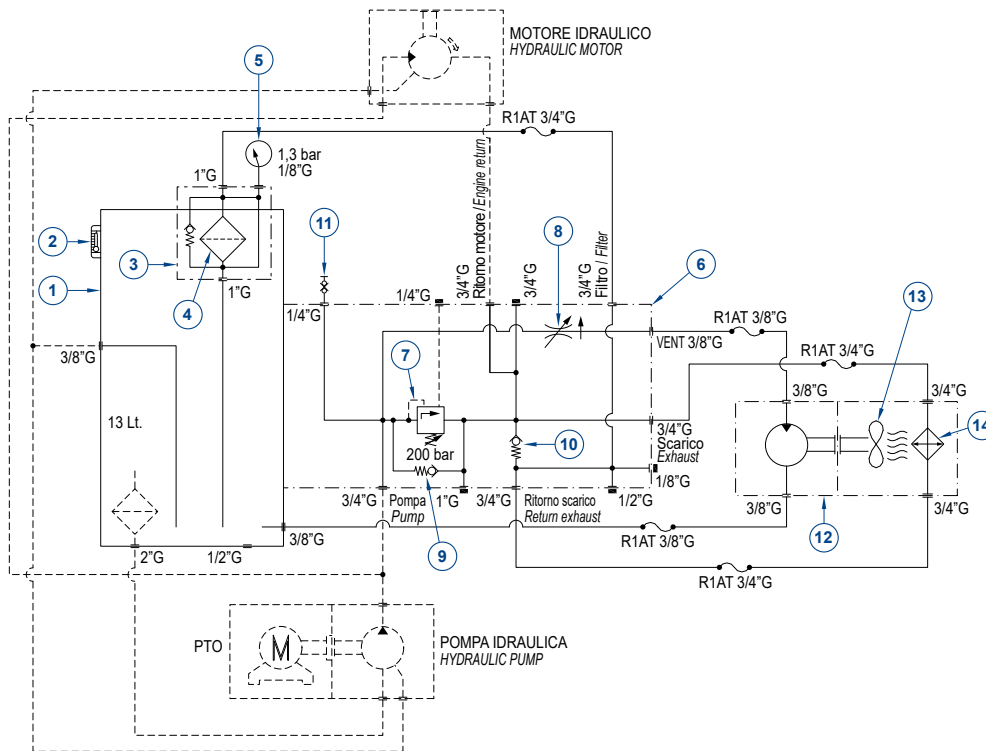 MOTORE IDRAULICO
HYDRAULIC MOTOR
5
R1AT 3/4"G
1,3 bar
1/8"G
1"G
Ritorno motore / Engine return
2
3
4
1"G
11
8
6
13
1/4"G
1/4"G
3/4"G
3/4"G
3/4"G
Filtro / Filter
1
R1AT 3/8"G
VENT 3/8"G
R1AT 3/4"G
3/8"G
7
3/8"G
3/4"G
13 Lt.
3/4"G
Scarico
Exhaust
14
10
200 bar
1/8"G
3/4"G
Pompa
Pump
1"G
3/4"G
Ritorno scarico
Return exhaust
1/2"G
3/8"G
3/4"G
12
9
2"G
1/2"G
3/8"G
R1AT 3/8"G
R1AT 3/4"G
PTO
M
POMPA IDRAULICA
HYDRAULIC PUMP